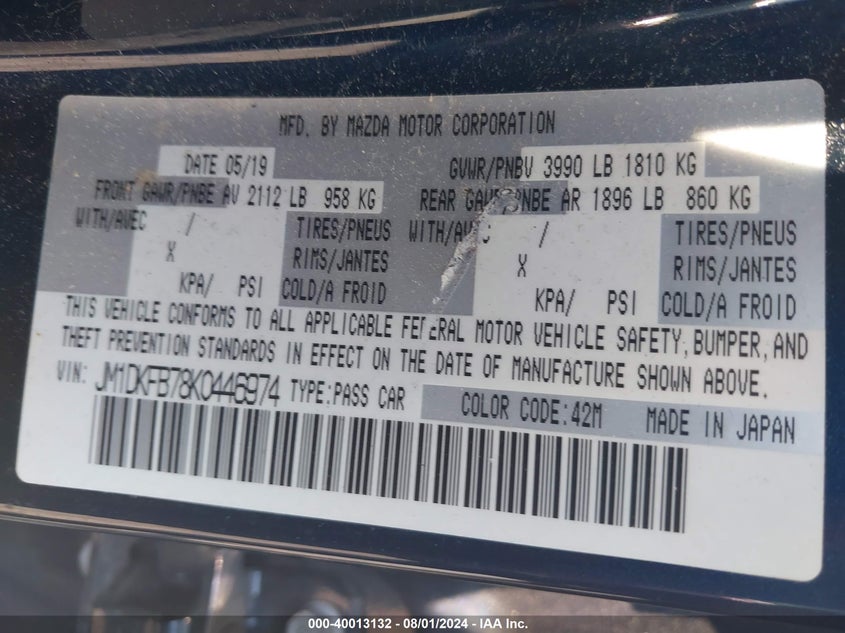 MFD. BY MAZDA MOTOR CORPORATION
DATE 05/19 GVWR/PNBV 3990 LB 1810 KG
FRONT GAWR/PNBE AV 2112 LB 958 KG REAR GAWR/PNBE AR 1896 LB 860 KG
WITH/AVEC / TIRES/PNEUS WITH/AVEC / TIRES/PNEUS
X RIMS/JANTES X RIMS/JANTES
KPA/ PSI COLD/A FROID KPA/ PSI COLD/A FROID
THIS VEHICLE CONFORMS TO ALL APPLICABLE FEDERAL MOTOR VEHICLE SAFETY, BUMPER, AND
THEFT PREVENTION STANDARDS IN EFFECT ON THE DATE OF MANUFACTURE SHOWN ABOVE.
VIN: JM1DKFB78K0446974 TYPE:PASS CAR COLOR CODE:42M MADE IN JAPAN
000-40013132 - 08/01/2024 - IAA Inc.